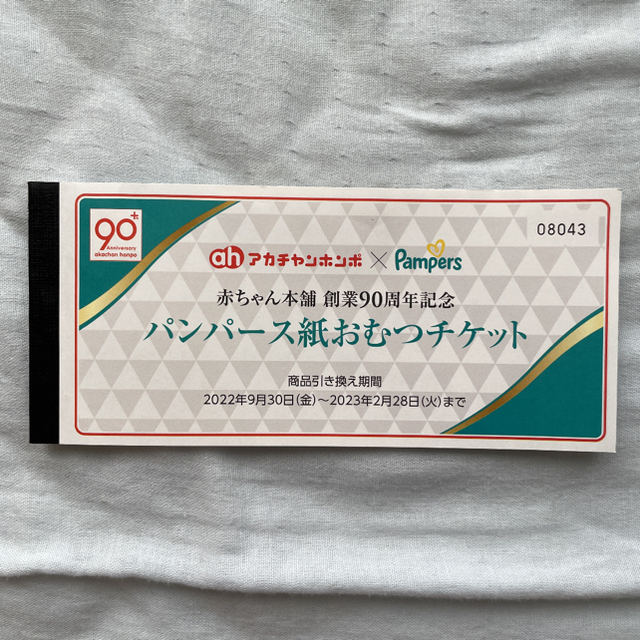 90+
Anniversary
akachan honpo
08043
ah アカチャンホンポ × Pampers
赤ちゃん本舗 創業90周年記念
パンパース紙おむつチケット
商品引き換え期間
2022年9月30日(金)～2023年2月28日(火)まで